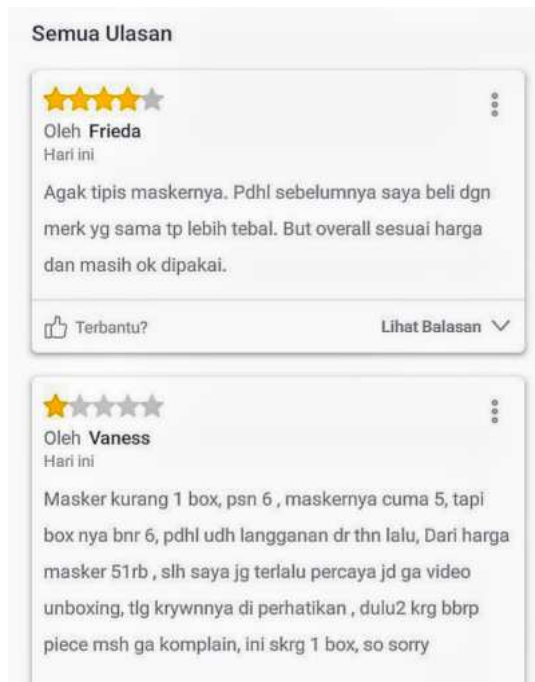 Semua Ulasan
Oleh Frieda
Hari ini
Agak tipis maskernya. Pdhl sebelumnya saya beli dgn
merk yg sama tp lebih tebal. But overall sesuai harga
dan masih ok dipakai.
Terbantu?
Lihat Balasan
Oleh Vaness
Hari ini
Masker kurang 1 box, psn 6 , maskernya cuma 5, tapi
box nya bnr 6, pdhl udh langganan dr thn lalu, Dari harga
masker 51rb , slh saya jg terlalu percaya jd ga video
unboxing, tlg krywnnya di perhatikan , dulu2 krg bbrp
piece msh ga komplain, ini skrg 1 box, so sorry